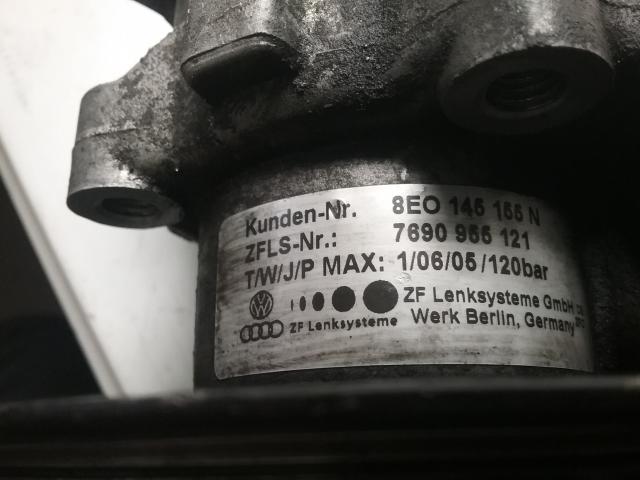 Kunden-Nr. 8EO 145 155 N
ZFLS-Nr.: 7690 955 121
T/W/J/P MAX: 1/06/05/120bar
ZF Lenksysteme GmbH
ZF Lenksysteme Werk Berlin, Germany